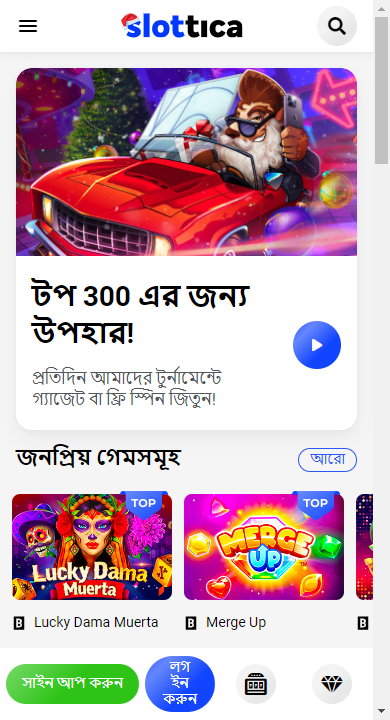 slottica
টপ 300 এর জন্য
উপহার!
প্রতিদিন আমাদের টুর্নামেন্টে
গ্যাজেট বা ফ্রি স্পিন জিতুন!
জনপ্রিয় গেমসমূহ
আরো
TOP
TOP
LUCKY DAMA
MUERTA
MERGE
UP
TM
B Lucky Dama Muerta
B Merge Up
B
সাইন আপ করুন
লগ
ইন
করুন